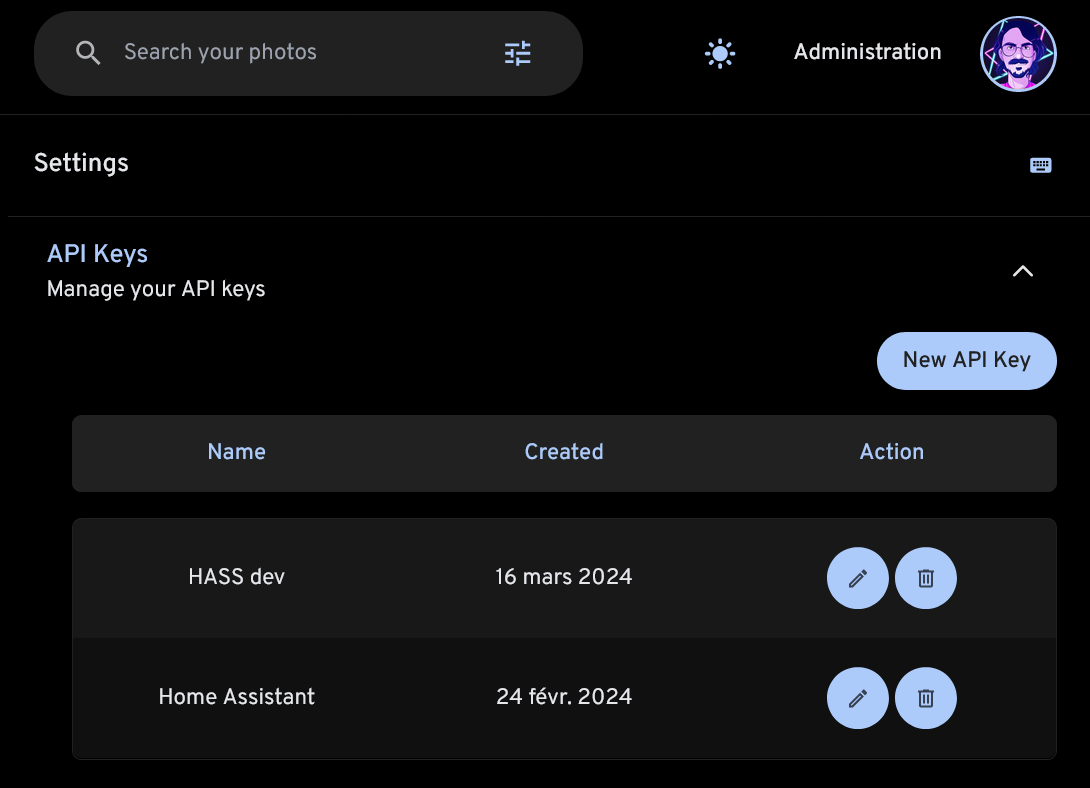 Search your photos
Administration
Settings
API Keys
Manage your API keys
New API Key
Name Created Action
HASS dev 16 mars 2024
Home Assistant 24 févr. 2024